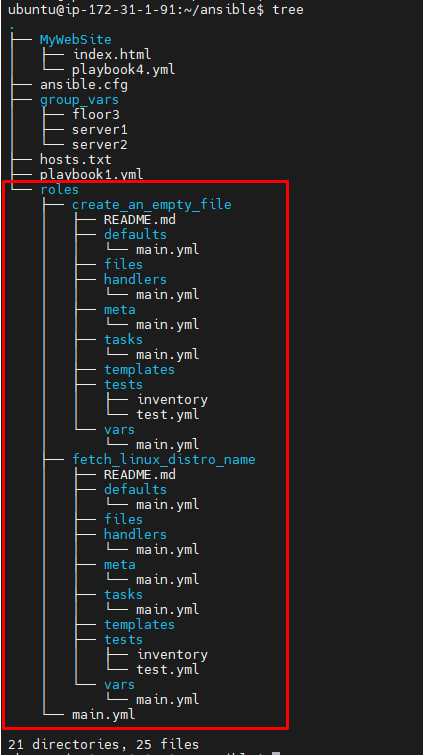 ubuntu@ip-172-31-1-91:~/ansible$ tree
.
├── MyWebSite
│   ├── index.html
│   └── playbook4.yml
├── ansible.cfg
├── group_vars
│   ├── floor3
│   ├── server1
│   └── server2
├── hosts.txt
├── playbook1.yml
└── roles
    ├── create_an_empty_file
    │   ├── README.md
    │   ├── defaults
    │   │   └── main.yml
    │   ├── files
    │   ├── handlers
    │   │   └── main.yml
    │   ├── meta
    │   │   └── main.yml
    │   ├── tasks
    │   │   └── main.yml
    │   ├── templates
    │   ├── tests
    │   │   ├── inventory
    │   │   └── test.yml
    │   └── vars
    │       └── main.yml
    ├── fetch_linux_distro_name
    │   ├── README.md
    │   ├── defaults
    │   │   └── main.yml
    │   ├── files
    │   ├── handlers
    │   │   └── main.yml
    │   ├── meta
    │   │   └── main.yml
    │   ├── tasks
    │   │   └── main.yml
    │   ├── templates
    │   ├── tests
    │   │   ├── inventory
    │   │   └── test.yml
    │   └── vars
    │       └── main.yml
    └── main.yml

21 directories, 25 files